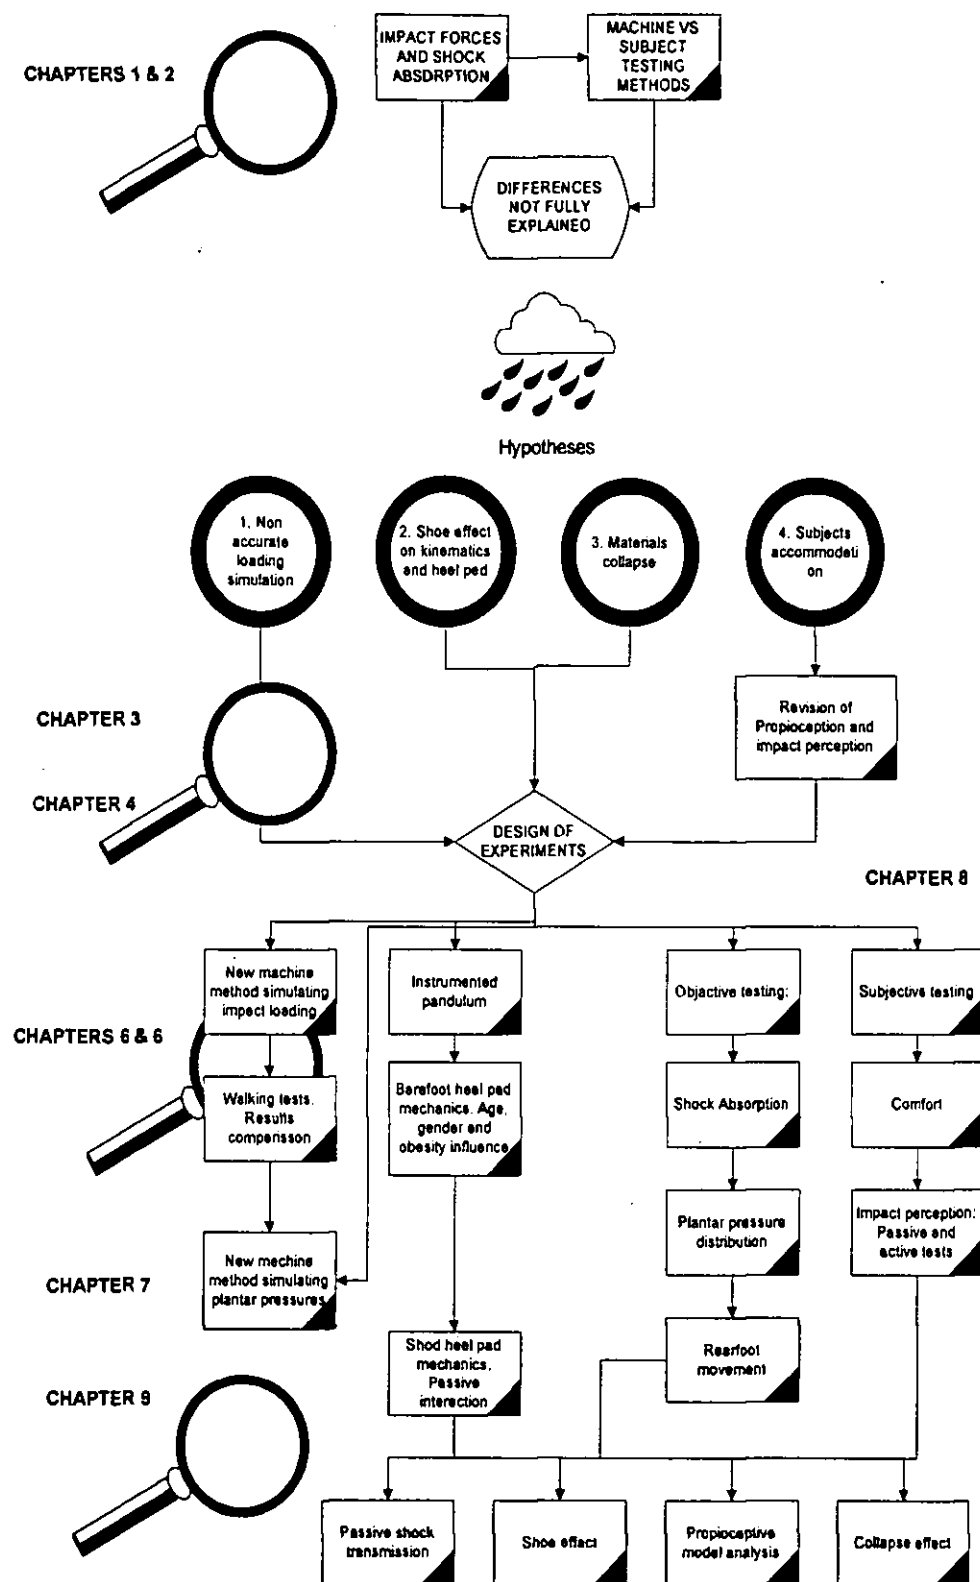 CHAPTERS 1 & 2
IMPACT FORCES
AND SHOCK
ABSDRPTION
MACHINE VS
SUBJECT
TESTING
METHODS
DIFFERENCES
NOT FULLY
EXPLAINED
Hypotheses
1. Non
accurate
loading
simulation
2. Shoe effect
on kinematics
and heel ped
3. Materials
collapse
4. Subjects
accommodati
on
CHAPTER 3
Revision of
Propioception and
impact perception
CHAPTER 4
DESIGN OF
EXPERIMENTS
CHAPTER 8
New machine
method simulating
impact loading
Instrumented
pandulum
Objactive testing:
Subjective testing
CHAPTERS 6 & 6
Walking tests.
Results
comparisson
Barefoot heel pad
mechanics. Age,
gender and
obesity influence
Shock Absorption
Comfort
Plantar pressure
distribution
Impact perception:
Passive and
active tests
CHAPTER 7
New mechine
method simulating
plantar pressures
Shod heel pad
mechanics,
Passive
interection
Rearfoot
movement
CHAPTER 9
Passive shock
transmission
Shoe effect
Propioceptive
model analysis
Collapse effect